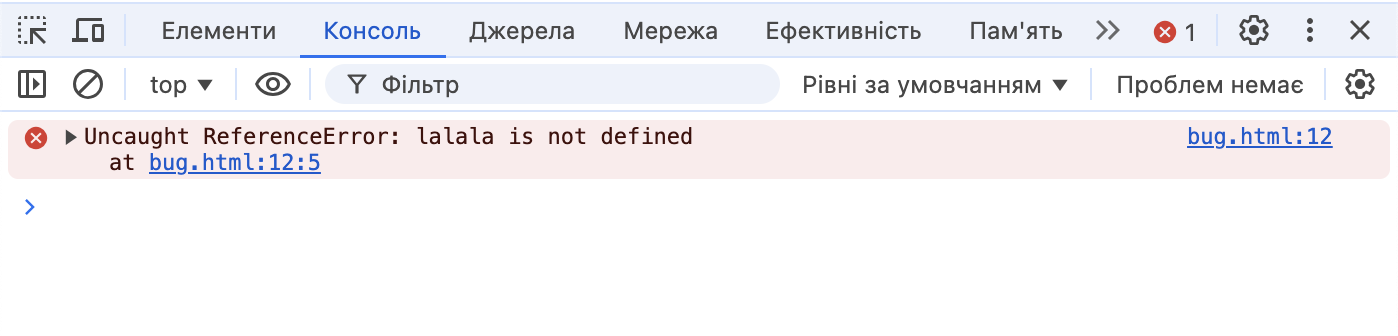 Елементи Консоль Джерела Мережа Ефективність Пам'ять 1
top Фільтр Рівні за умовчанням Проблем немає
Uncaught ReferenceError: lalala is not defined bug.html:12
at bug.html:12:5